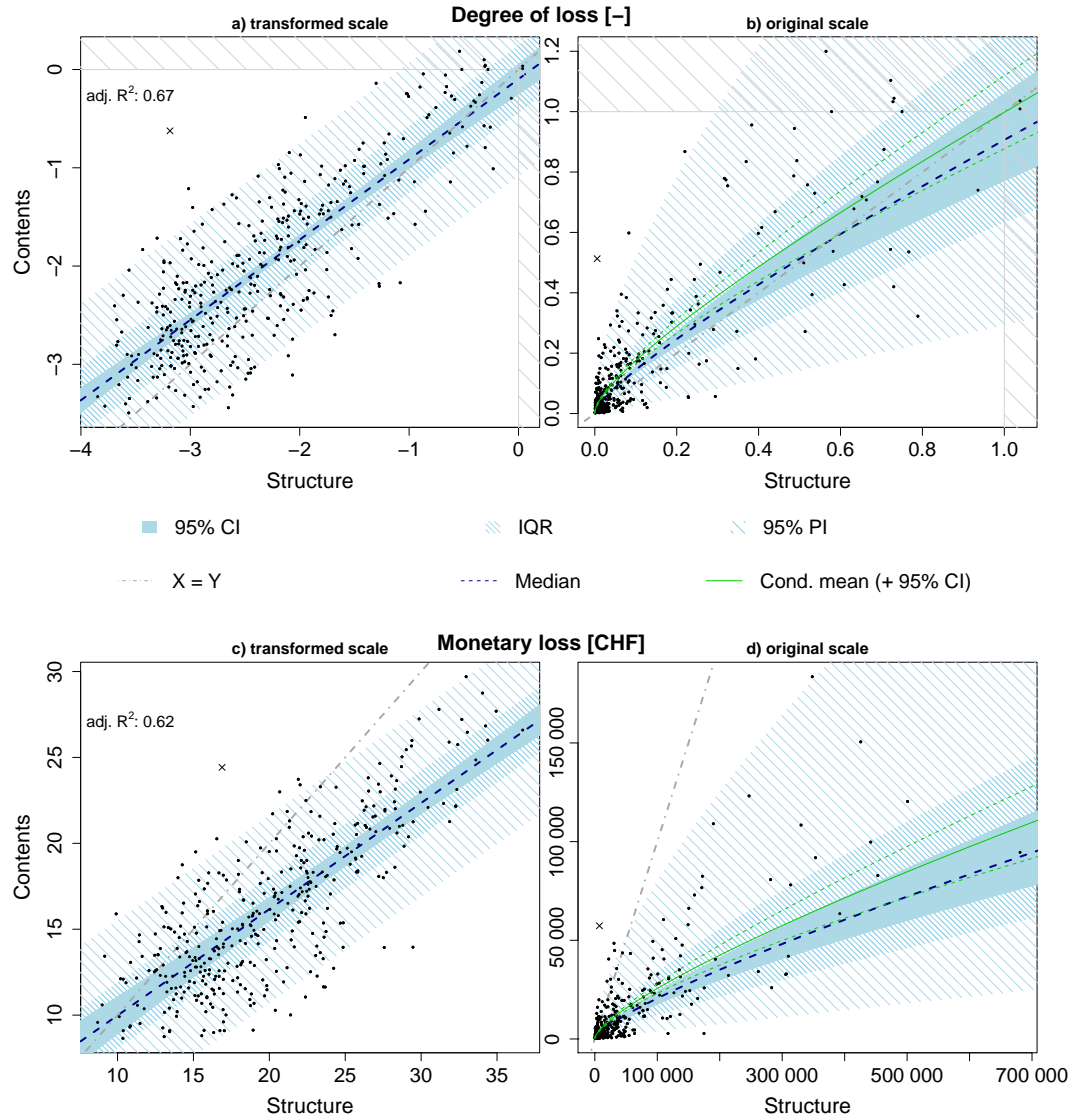 Degree of loss [−]
a) transformed scale
b) original scale
adj. R²: 0.67
Contents
0
−1
−2
−3
−4
−3
−2
−1
0
Structure
Contents
1.2
1.0
0.8
0.6
0.4
0.2
0.0
0.0
0.2
0.4
0.6
0.8
1.0
Structure
95% CI
IQR
95% PI
X = Y
Median
Cond. mean (+ 95% CI)
Monetary loss [CHF]
c) transformed scale
d) original scale
adj. R²: 0.62
Contents
30
25
20
15
10
10
15
20
25
30
35
Structure
150 000
100 000
50 000
0
0
100 000
300 000
500 000
700 000
Structure